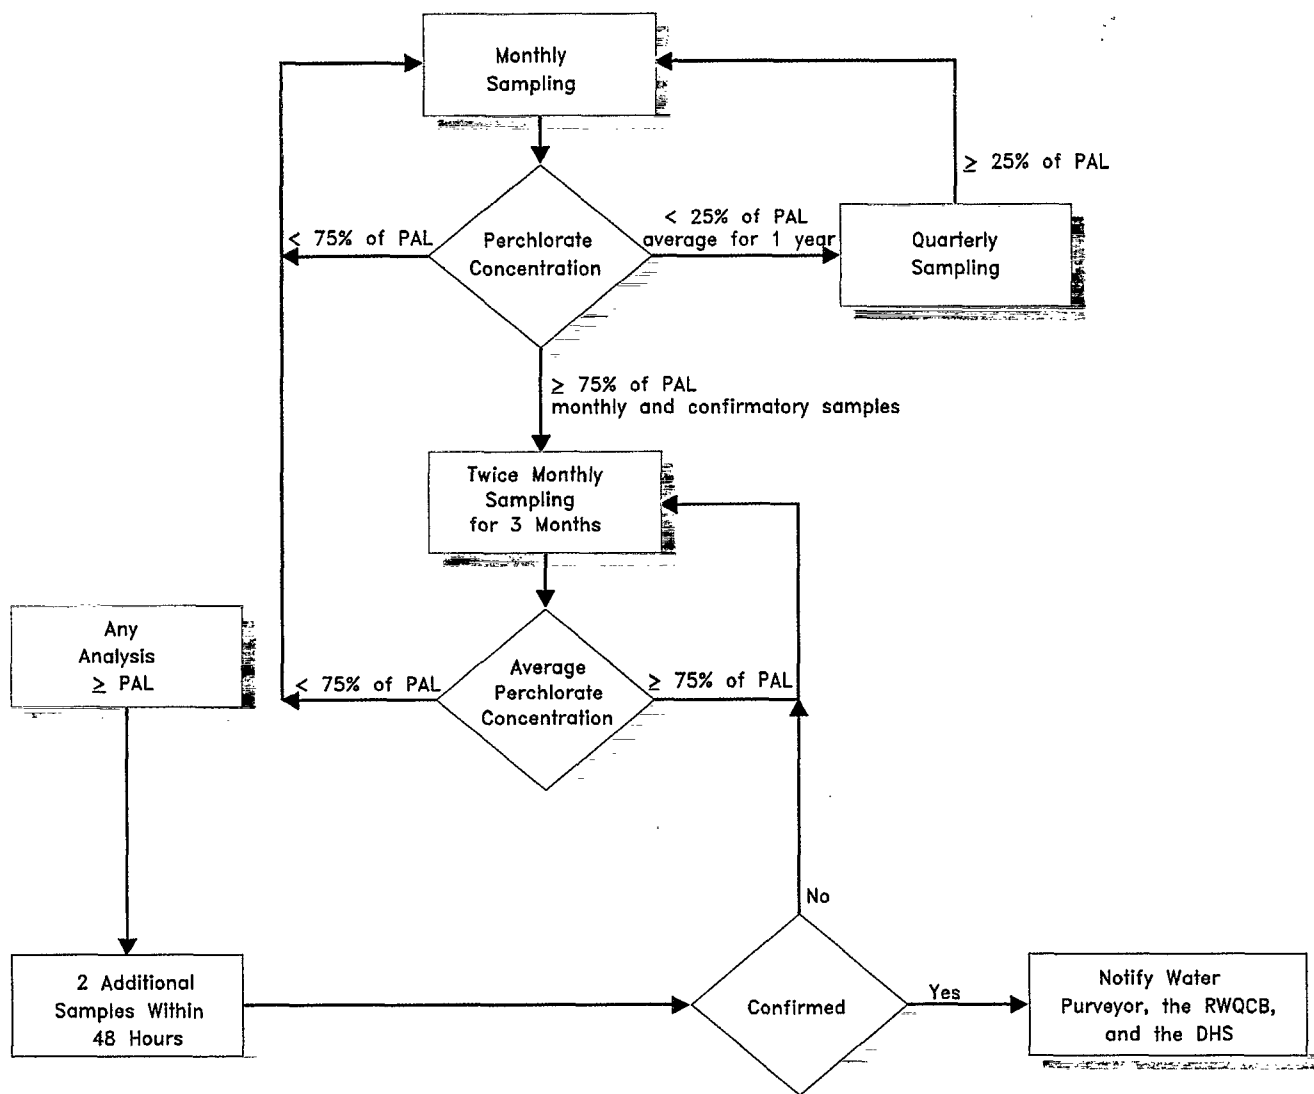 Monthly
Sampling
≥ 25% of PAL
< 75% of PAL
Perchlorate
Concentration
< 25% of PAL
average for 1 year
Quarterly
Sampling
≥ 75% of PAL
monthly and confirmatory samples
Twice Monthly
Sampling
for 3 Months
Any
Analysis
≥ PAL
< 75% of PAL
Average
Perchlorate
Concentration
≥ 75% of PAL
No
2 Additional
Samples Within
48 Hours
Confirmed
Yes
Notify Water
Purveyor, the RWQCB,
and the DHS